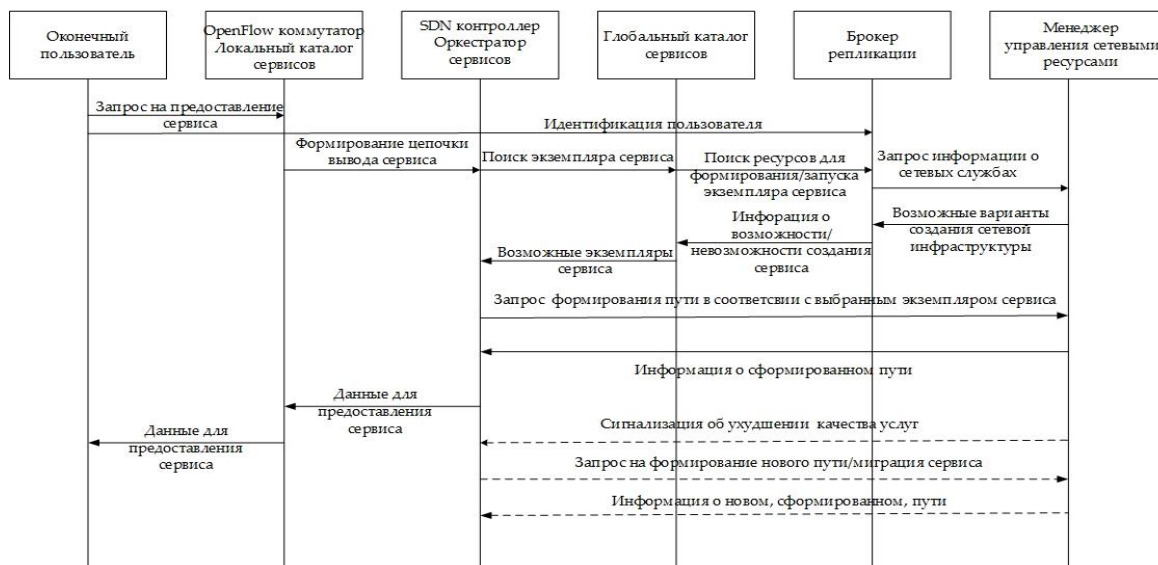 Оконечный
пользователь
OpenFlow коммутатор
Локальный каталог
сервисов
SDN контроллер
Оркестратор
сервисов
Глобальный каталог
сервисов
Брокер
репликации
Менеджер
управления сетевыми
ресурсами
Запрос на предоставление
сервиса
Идентификация пользователя
Формирование цепочки
вывода сервиса
Поиск экземпляра сервиса
Поиск ресурсов для
формирования/запуска
экземпляра сервиса
Запрос информации о
сетевых службах
Возможные варианты
создания сетевой
инфраструктуры
Инфорация о
возможности/
невозможности создания
сервиса
Возможные экземпляры
сервиса
Запрос формирования пути в соответсвии с выбранным экземпляром сервиса
Информация о сформированном пути
Данные для
предоставления
сервиса
Данные для
предоставления
сервиса
Сигнализация об ухудшении качества услуг
Запрос на формирование нового пути/миграция сервиса
Информация о новом, сформированном, пути